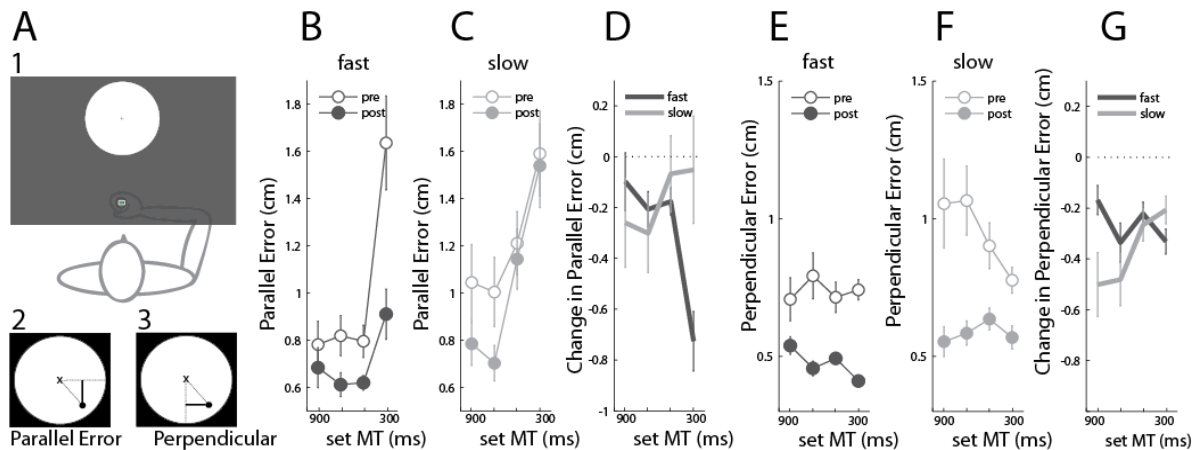 A
1
2
x
Parallel Error
3
x
Perpendicular
B
fast
pre
post
Parallel Error (cm)
1.8
1.6
1.4
1.2
1
0.8
0.6
900
300
set MT (ms)
C
slow
pre
post
Parallel Error (cm)
1.8
1.6
1.4
1.2
1
0.8
0.6
900
300
set MT (ms)
D
fast
slow
Change in Parallel Error (cm)
0.2
0
-0.2
-0.4
-0.6
-0.8
-1
900
300
set MT (ms)
E
fast
pre
post
Perpendicular Error (cm)
1.5
1
0.5
900
300
set MT (ms)
F
slow
pre
post
Perpendicular Error (cm)
1.5
1
0.5
900
300
set MT (ms)
G
fast
slow
Change in Perpendicular Error (cm)
0.2
0
-0.2
-0.4
-0.6
-0.8
900
300
set MT (ms)